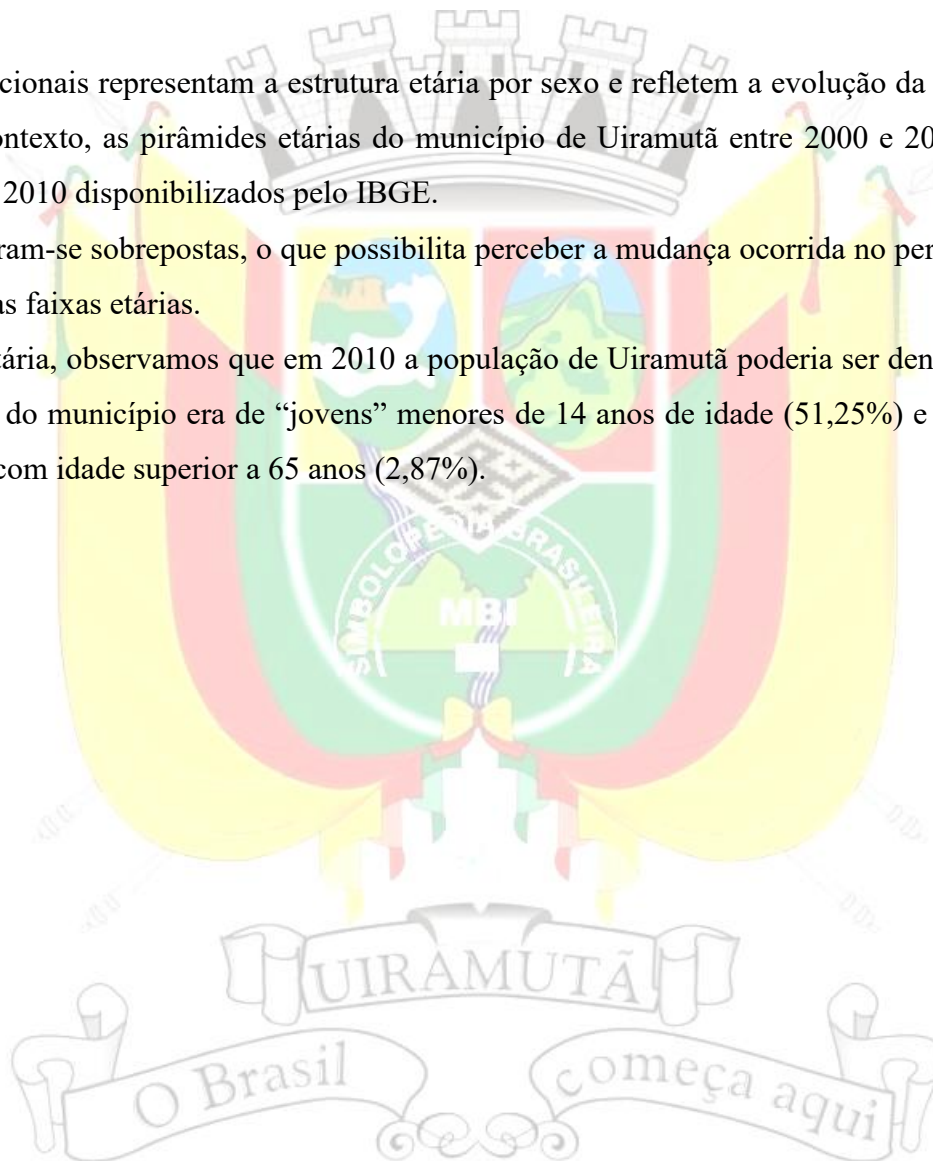 cionais representam a estrutura etária por sexo e refletem a evolução da
ontexto, as pirâmides etárias do município de Uiramutã entre 2000 e 20
2010 disponibilizados pelo IBGE.
ram-se sobrepostas, o que possibilita perceber a mudança ocorrida no per
as faixas etárias.
tária, observamos que em 2010 a população de Uiramutã poderia ser den
do município era de “jovens” menores de 14 anos de idade (51,25%) e
com idade superior a 65 anos (2,87%).
SIMBOLOPEDIA BRASILEIRA
MBI
UIRAMUTÃ
O Brasil começa aqui